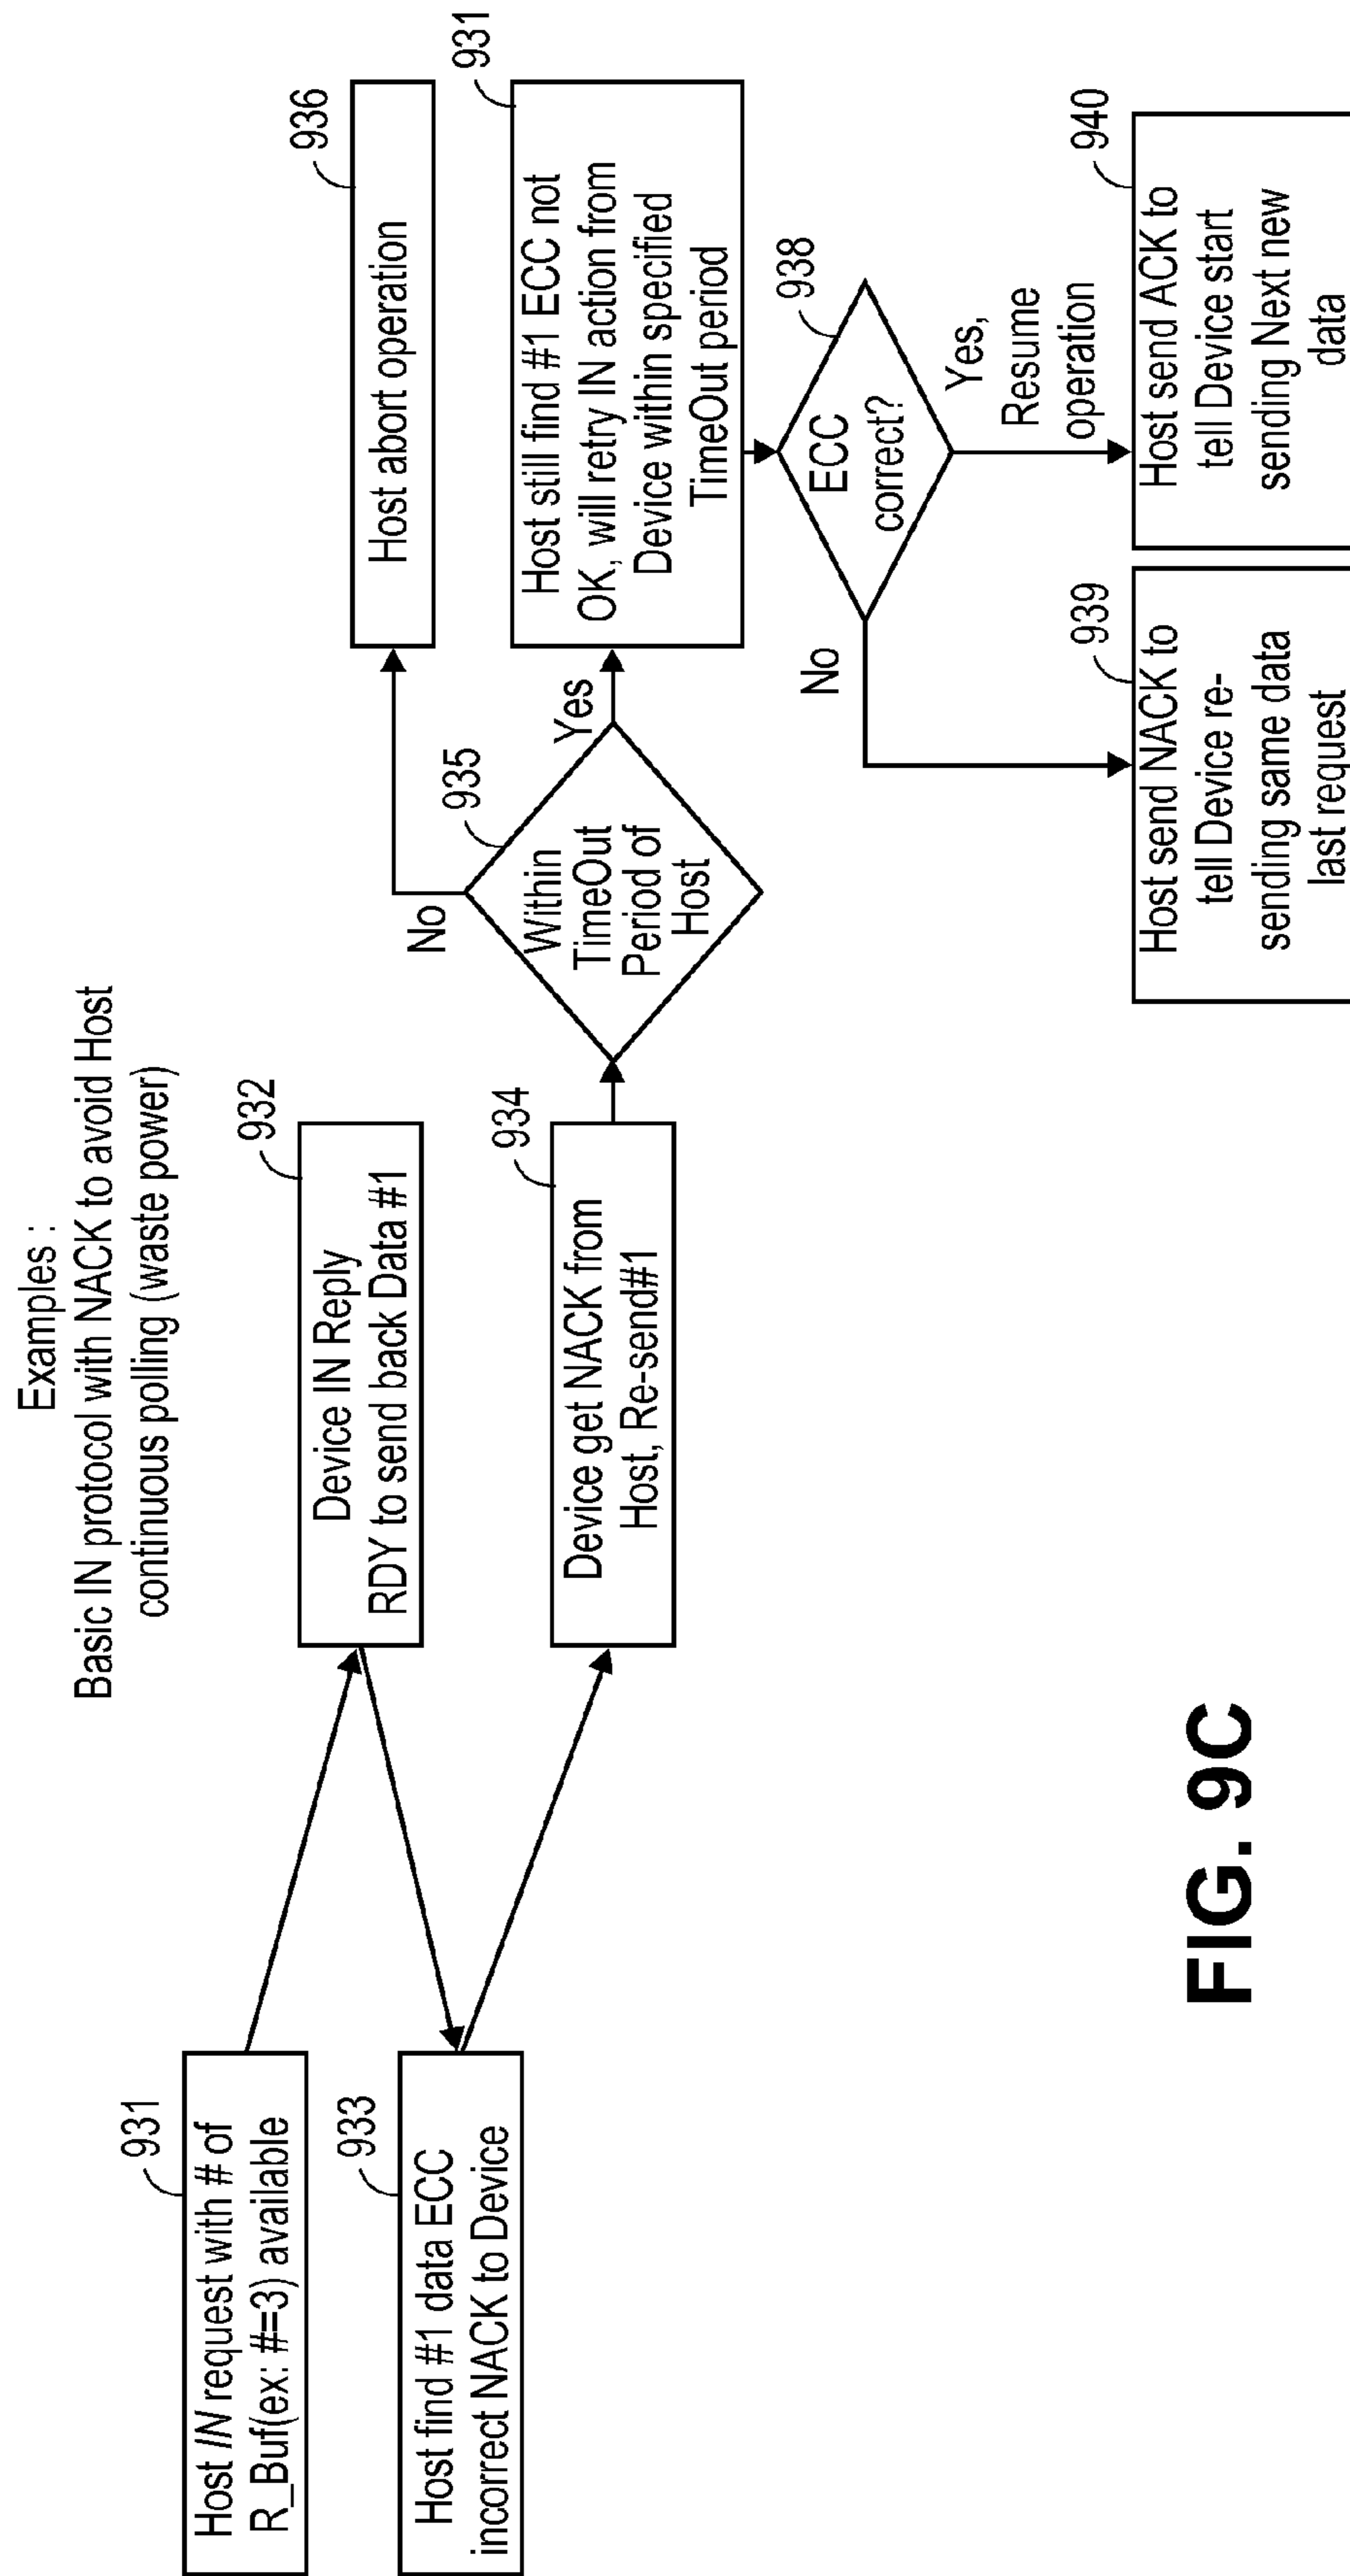 Examples :
Basic IN protocol with NACK to avoid Host
continuous polling (waste power)
931
Host IN request with # of
R_Buf(ex: #=3) available
932
Device IN Reply
RDY to send back Data #1
933
Host find #1 data ECC
incorrect NACK to Device
934
Device get NACK from
Host, Re-send#1
935
Within
TimeOut
Period of
Host
No
Yes
936
Host abort operation
931
Host still find #1 ECC not
OK, will retry IN action from
Device within specified
TimeOut period
938
ECC
correct?
No
Yes,
Resume
operation
939
Host send NACK to
tell Device re-
sending same data
last request
940
Host send ACK to
tell Device start
sending Next new
data
FIG. 9C